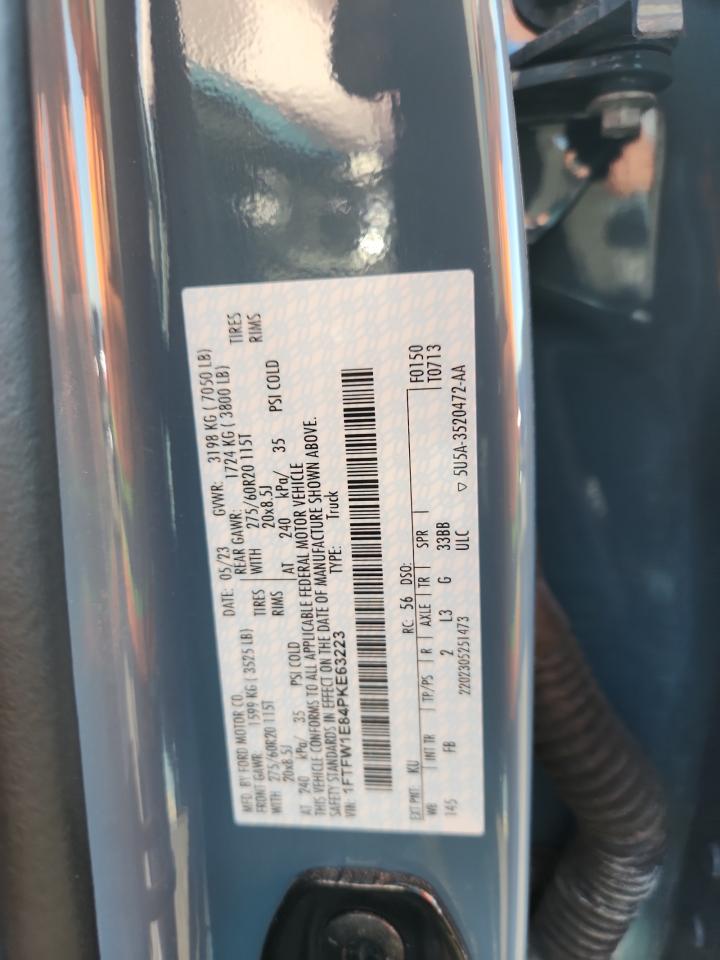 MFD. BY FORD MOTOR CO.
DATE: 05/23 GVWR: 3198 KG ( 7050 LB)
FRONT GAWR: 1599 KG ( 3525 LB) REAR GAWR: 1724 KG ( 3800 LB)
WITH 275/60R20 115T TIRES WITH 275/60R20 115T TIRES
20x8.5J RIMS 20x8.5J RIMS
AT 240 kPa/ 35 PSI COLD AT 240 kPa/ 35 PSI COLD
THIS VEHICLE CONFORMS TO ALL APPLICABLE FEDERAL MOTOR VEHICLE
SAFETY STANDARDS IN EFFECT ON THE DATE OF MANUFACTURE SHOWN ABOVE.
VIN: 1FTFW1E84PKE63223 TYPE: Truck
EXT PNT: KU RC: 56 DSO: F0150
WB INT TR TP/PS R AXLE TR SPR T0713
145 FB 2 L3 G 33BB
2202305251473 ULC ▽ 5U5A-3520472-AA